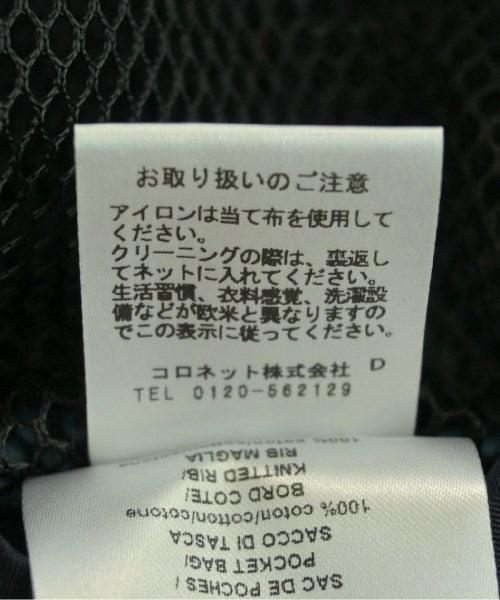 お取り扱いのご注意
アイロンは当て布を使用して
ください。
クリーニングの際は、裏返し
てネットに入れてください。
生活習慣、衣料感覚、洗濯設
備などが欧米と異なりますの
でこの表示に従ってください。
コロネット株式会社 D
TEL 0120-562129
SAC DE POCHES/
POCKET BAG/
SACCO DI TASCA
100% coton/cotton/cotone
BORD COTE/
KNITTED RIB/
RIB MAGLIA
100% coton/cotton/cotone